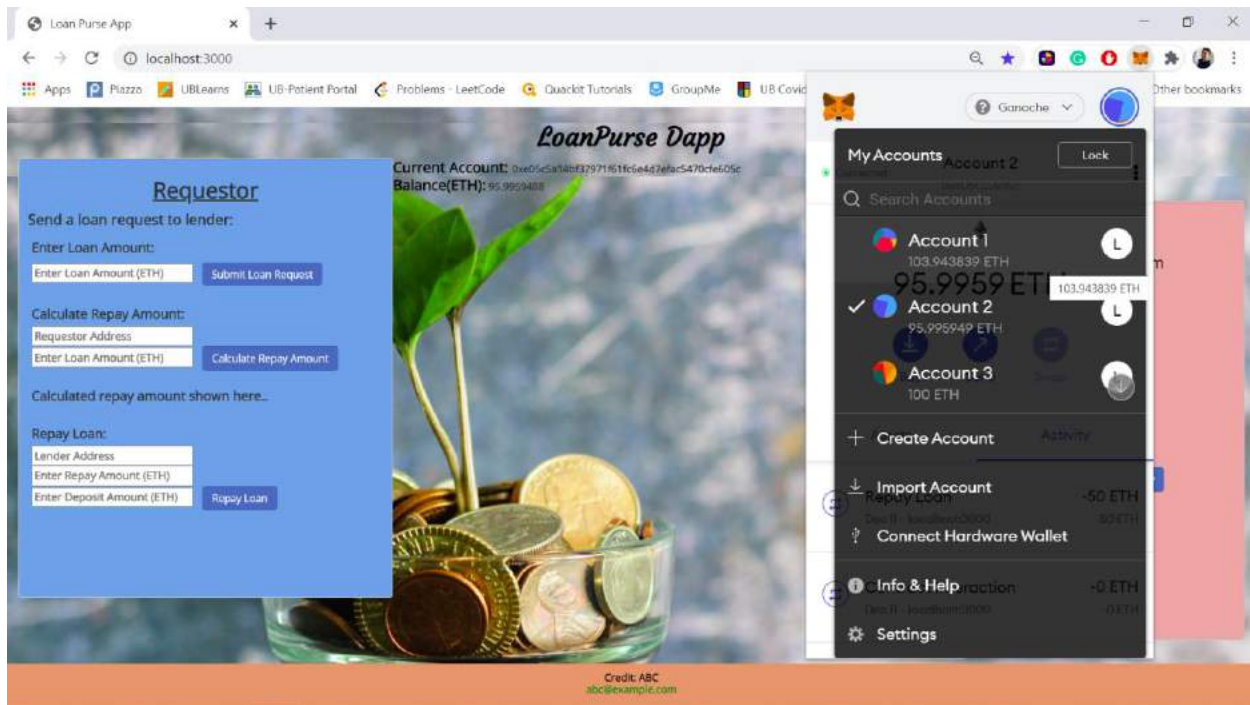 Loan Purse App
localhost:3000
Apps
Piazza
UBLearns
UB-Patient Portal
Problems - LeetCode
Quackit Tutorials
GroupMe
UB Covid
Other bookmarks
LoanPurse Dapp
Current Account:
Balance(ETH):
Requestor
Send a loan request to lender:
Enter Loan Amount:
Enter Loan Amount (ETH)
Submit Loan Request
Calculate Repay Amount:
Requestor Address
Enter Loan Amount (ETH)
Calculate Repay Amount
Calculated repay amount shown here..
Repay Loan:
Lender Address
Enter Repay Amount (ETH)
Enter Deposit Amount (ETH)
Repay Loan
Ganache
My Accounts
Account 2
Lock
Search Accounts
Account 1
103.943839 ETH
L
95.9959 ETH
103.943839 ETH
Account 2
95.995949 ETH
L
Account 3
100 ETH
Create Account
Activity
Import Account
Repay Loan
-50 ETH
Connect Hardware Wallet
Info & Help
-0 ETH
Settings
Credit: ABC
abc@example.com